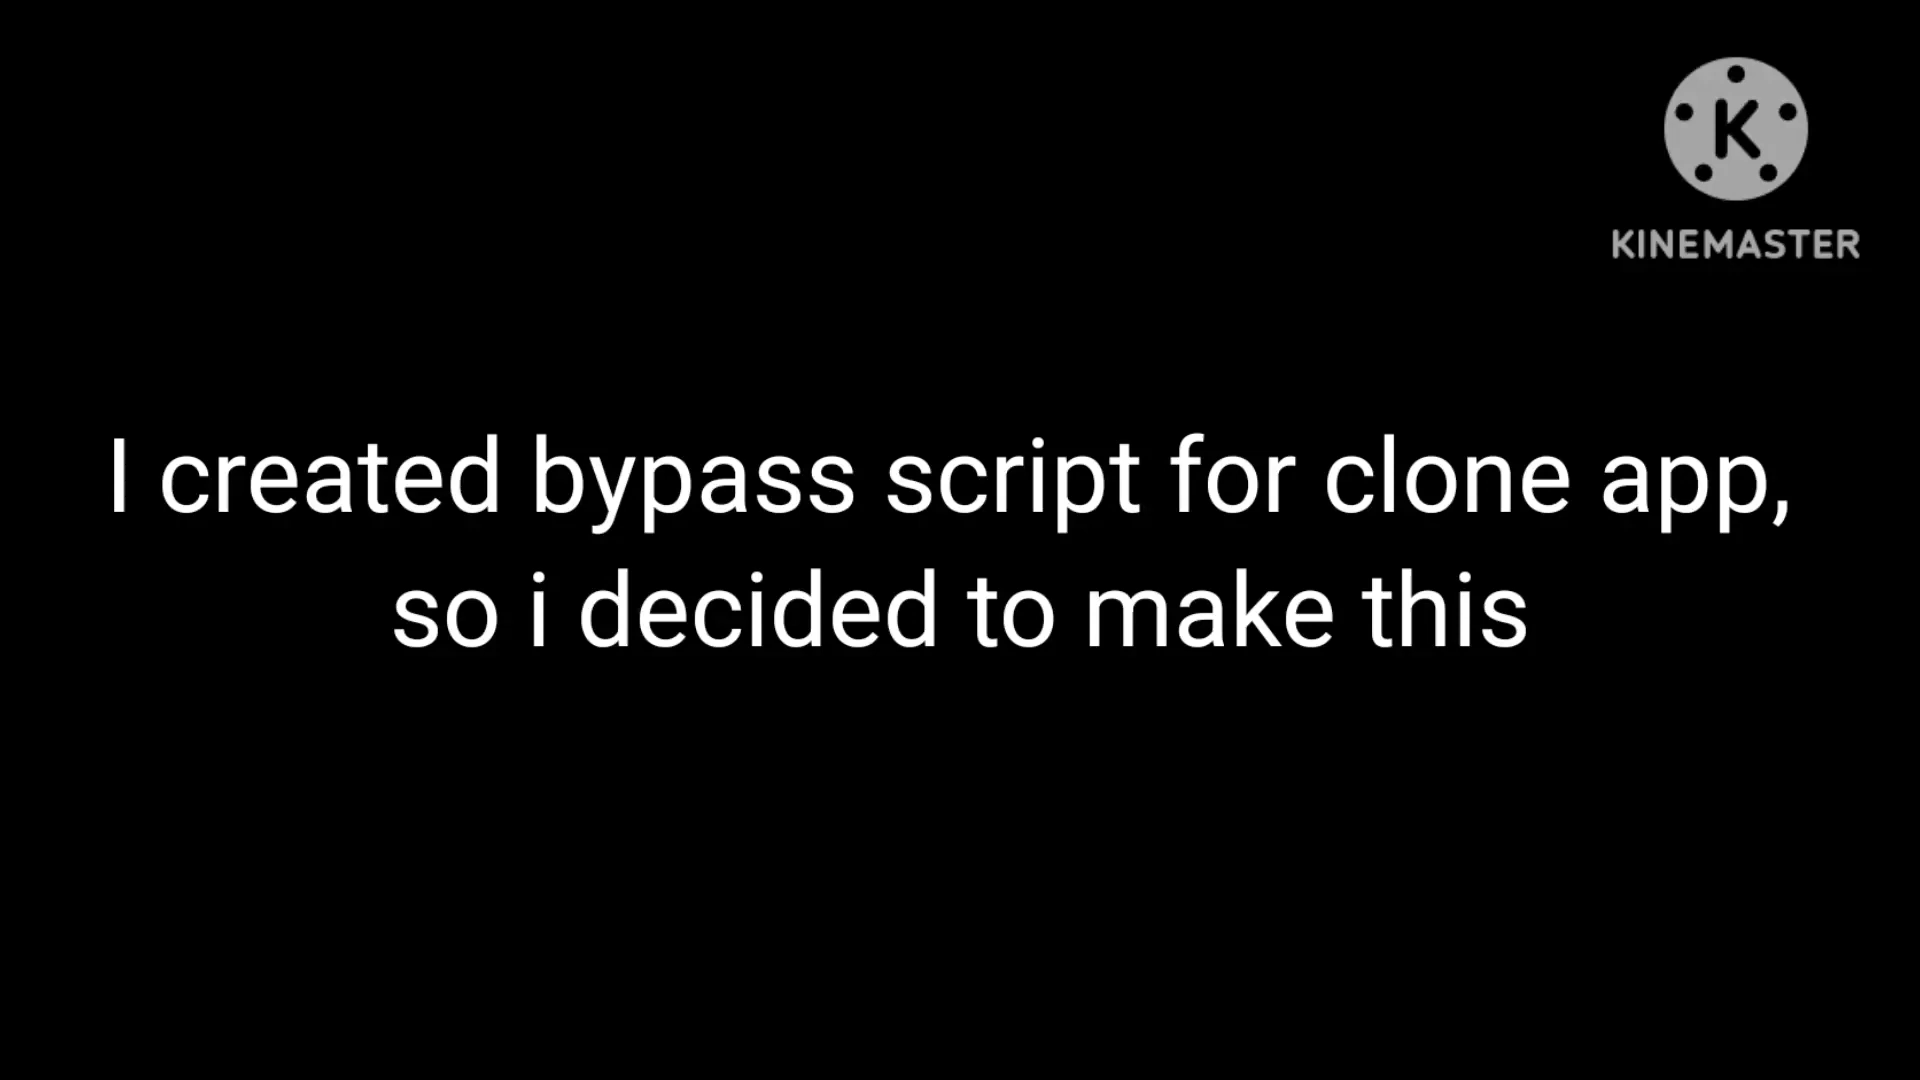 K
KINEMASTER
I created bypass script for clone app,
so i decided to make this